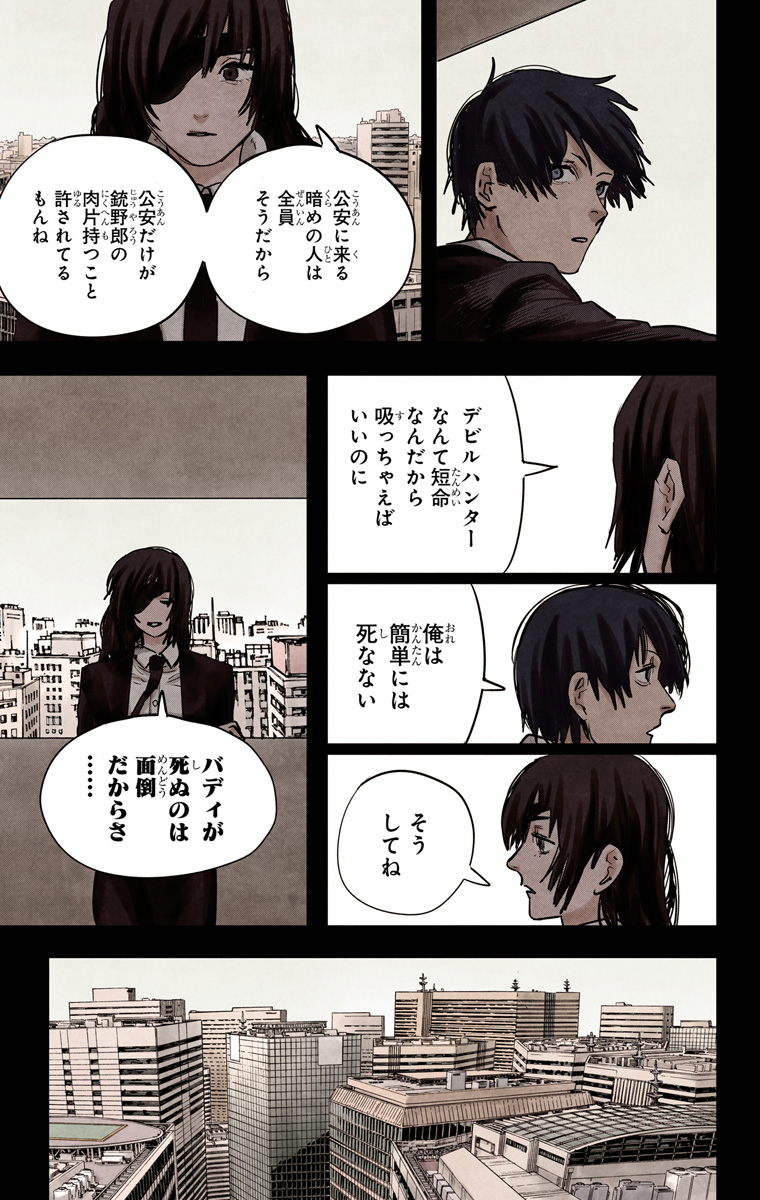 公安に来る
暗めの人は
全員
そうだから
公安だけが
銃野郎の
肉片持つこと
許されてる
もんね
デビルハンター
なんて短命
なんだから
吸っちゃえば
いいのに
俺は
簡単には
死なない
そう
してね
バディが
死ぬのは
面倒
だからさ
……